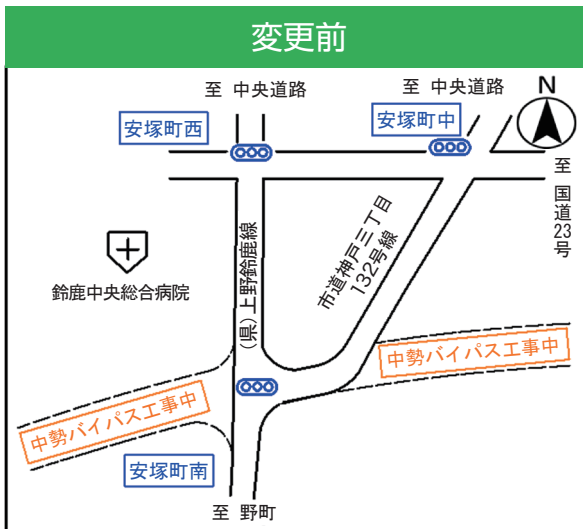 変更前
至 中央道路
至 中央道路
N
安塚町西
安塚町中
至 国道23号
(県)上野鈴鹿線
市道神戸三丁目
132号線
鈴鹿中央総合病院
中勢バイパス工事中
中勢バイパス工事中
安塚町南
至 野町